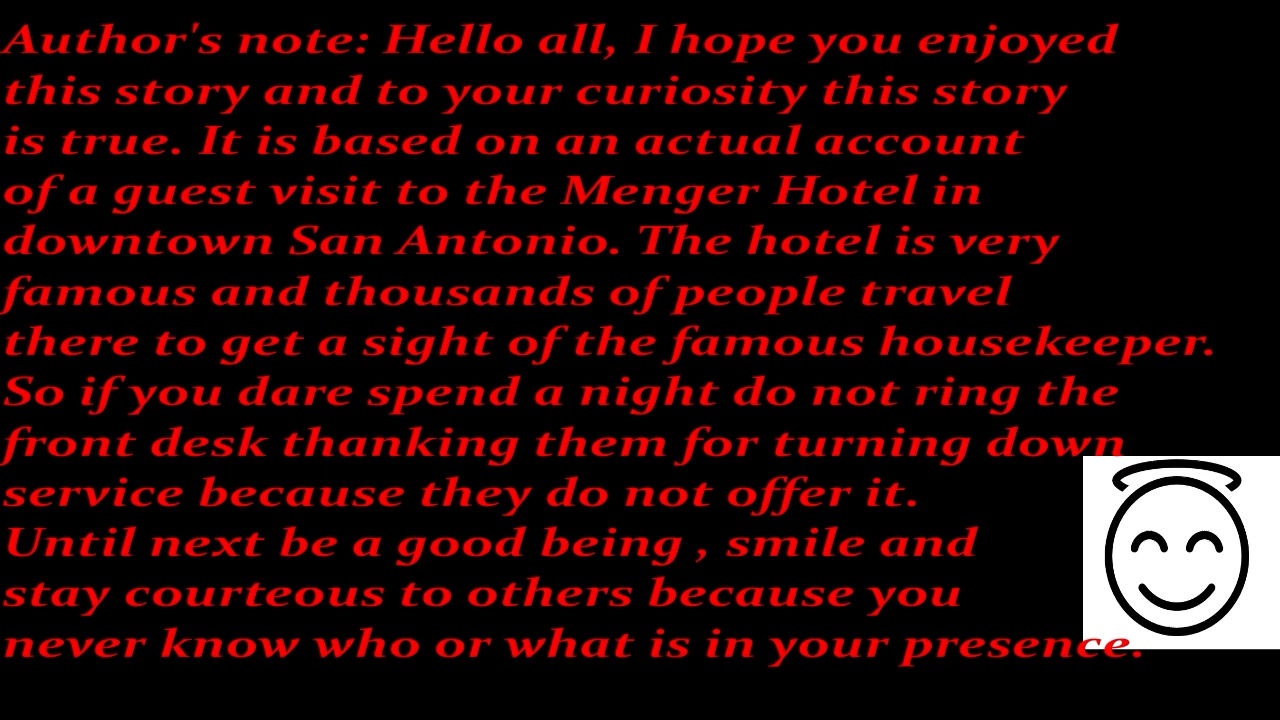 Author's note: Hello all, I hope you enjoyed
this story and to your curiosity this story
is true. It is based on an actual account
of a guest visit to the Menger Hotel in
downtown San Antonio. The hotel is very
famous and thousands of people travel
there to get a sight of the famous housekeeper.
So if you dare spend a night do not ring the
front desk thanking them for turning down
service because they do not offer it.
Until next be a good being , smile and
stay courteous to others because you
never know who or what is in your presence.